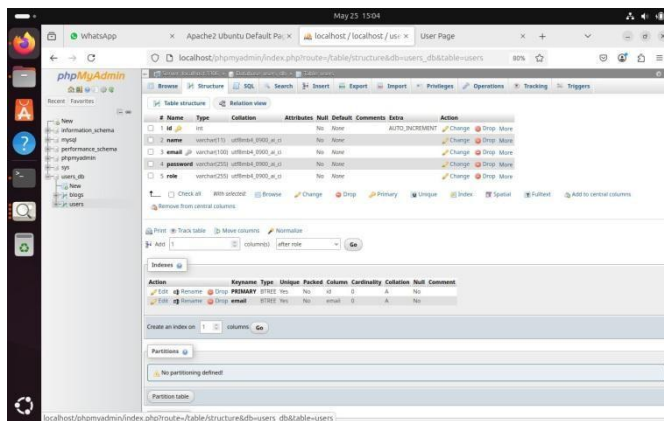 May 25 15:04
WhatsApp
Apache2 Ubuntu Default Pa
localhost / localhost / use
User Page
localhost/phpmyadmin/index.php?route=/table/structure&db=users_db&table=users
80%
phpMyAdmin
Recent Favorites
New
information_schema
mysql
performance_schema
phpmyadmin
sys
users_db
New
blogs
users
Browse Structure SQL Search Insert Export Import Privileges Operations Tracking Triggers
Table structure Relation view
# Name Type Collation Attributes Null Default Comments Extra Action
1 id int No None AUTO_INCREMENT Change Drop More
2 name varchar(11) utf8mb4_0900_ai_ci No None Change Drop More
3 email varchar(100) utf8mb4_0900_ai_ci No None Change Drop More
4 password varchar(255) utf8mb4_0900_ai_ci No None Change Drop More
5 role varchar(255) utf8mb4_0900_ai_ci No None Change Drop More
Check all With selected: Browse Change Drop Primary Unique Index Spatial Fulltext Add to central columns
Remove from central columns
Print Track table Move columns Normalize
Add 1 column(s) after role Go
Indexes
Action Keyname Type Unique Packed Column Cardinality Collation Null Comment
Edit Rename Drop PRIMARY BTREE Yes No id 0 A No
Edit Rename Drop email BTREE Yes No email 0 A No
Create an index on 1 columns Go
Partitions
No partitioning defined!
Partition table
localhost/phpmyadmin/index.php?route=/table/structure&db=users_db&table=users